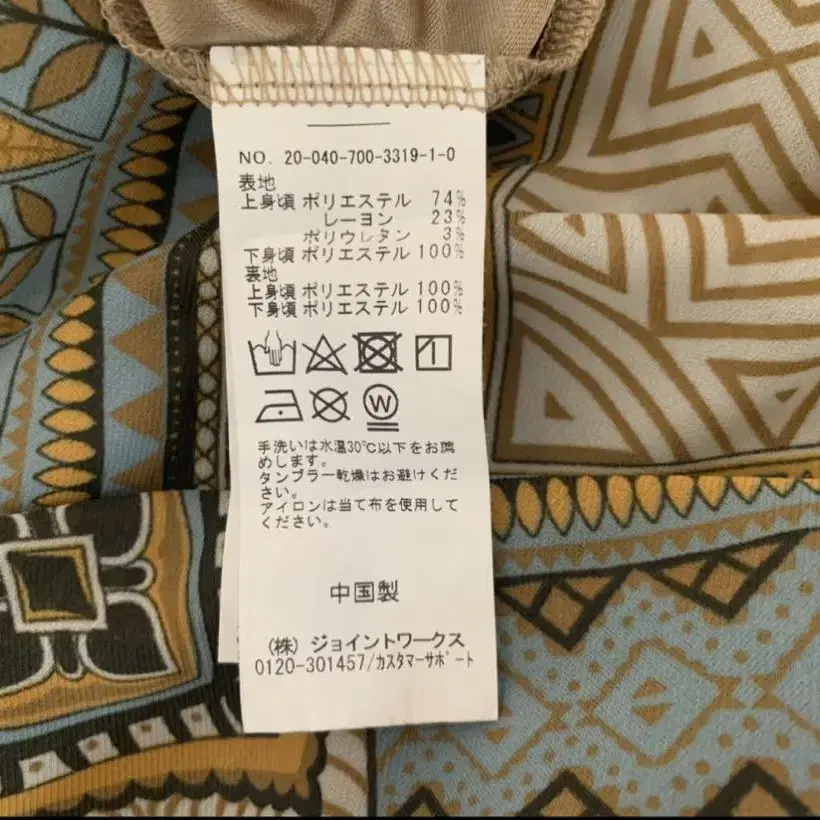 NO. 20-040-700-3319-1-0
表地
上身頃 ポリエステル 74%
レーヨン 23%
ポリウレタン 3%
下身頃 ポリエステル 100%
裏地
上身頃 ポリエステル 100%
下身頃 ポリエステル 100%
W
手洗いは水温30℃以下をお薦
めします。
タンブラー乾燥はお避けくだ
さい。
アイロンは当て布を使用して
ください。
中国製
(株) ジョイントワークス
0120-301457/カスタマーサポート